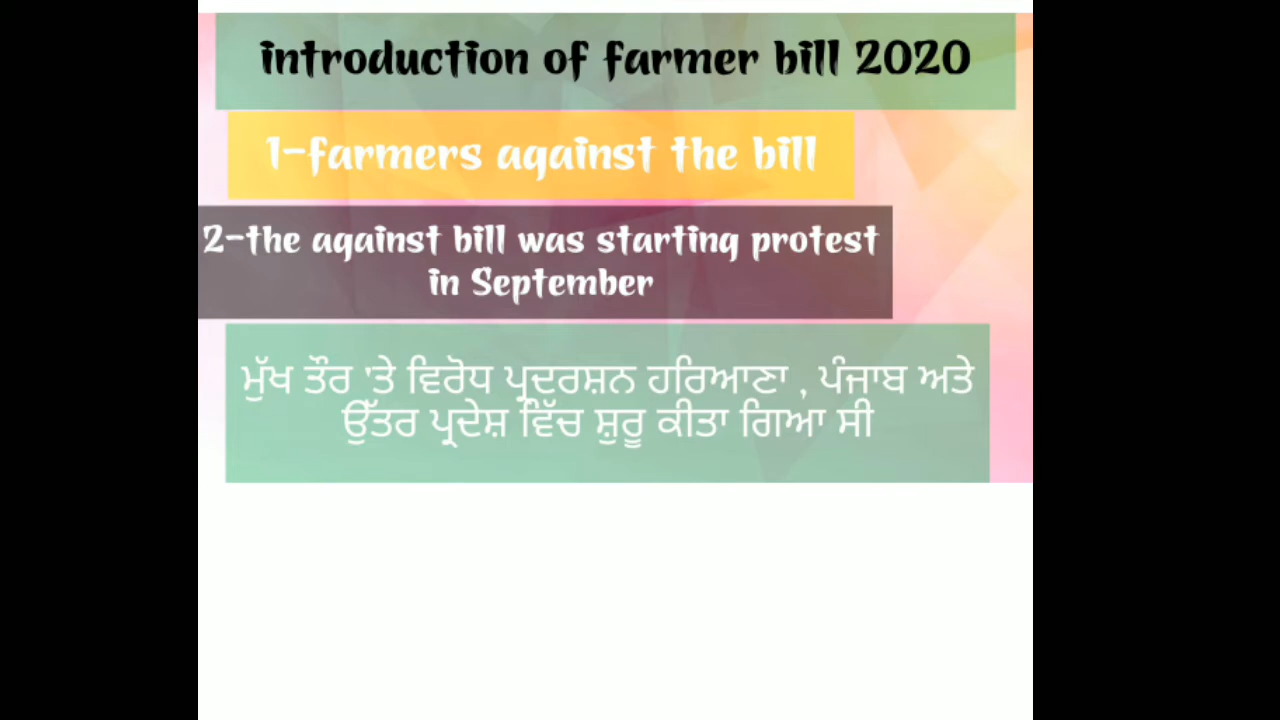 introduction of farmer bill 2020
1-farmers against the bill
2-the against bill was starting protest
in September
ਮੁੱਖ ਤੌਰ 'ਤੇ ਵਿਰੋਧ ਪ੍ਰਦਰਸ਼ਨ ਹਰਿਆਣਾ , ਪੰਜਾਬ ਅਤੇ
ਉੱਤਰ ਪ੍ਰਦੇਸ਼ ਵਿੱਚ ਸ਼ੁਰੂ ਕੀਤਾ ਗਿਆ ਸੀ